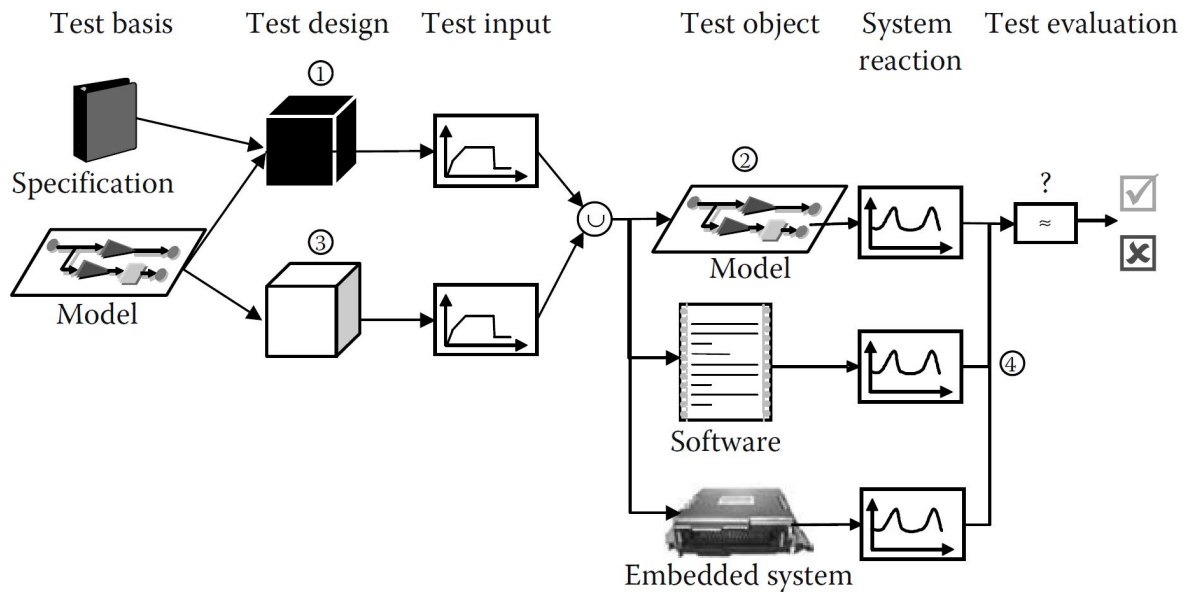 Test basis
Test design
Test input
Test object
System
reaction
Test evaluation
①
②
?
Specification
≈
③
Model
Model
④
Software
Embedded system